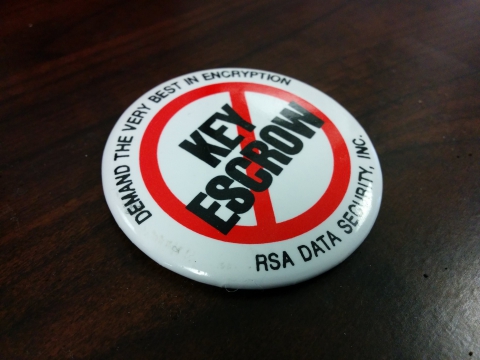 DEMAND THE VERY BEST IN ENCRYPTION
KEY
ESCROW
RSA DATA SECURITY, INC.